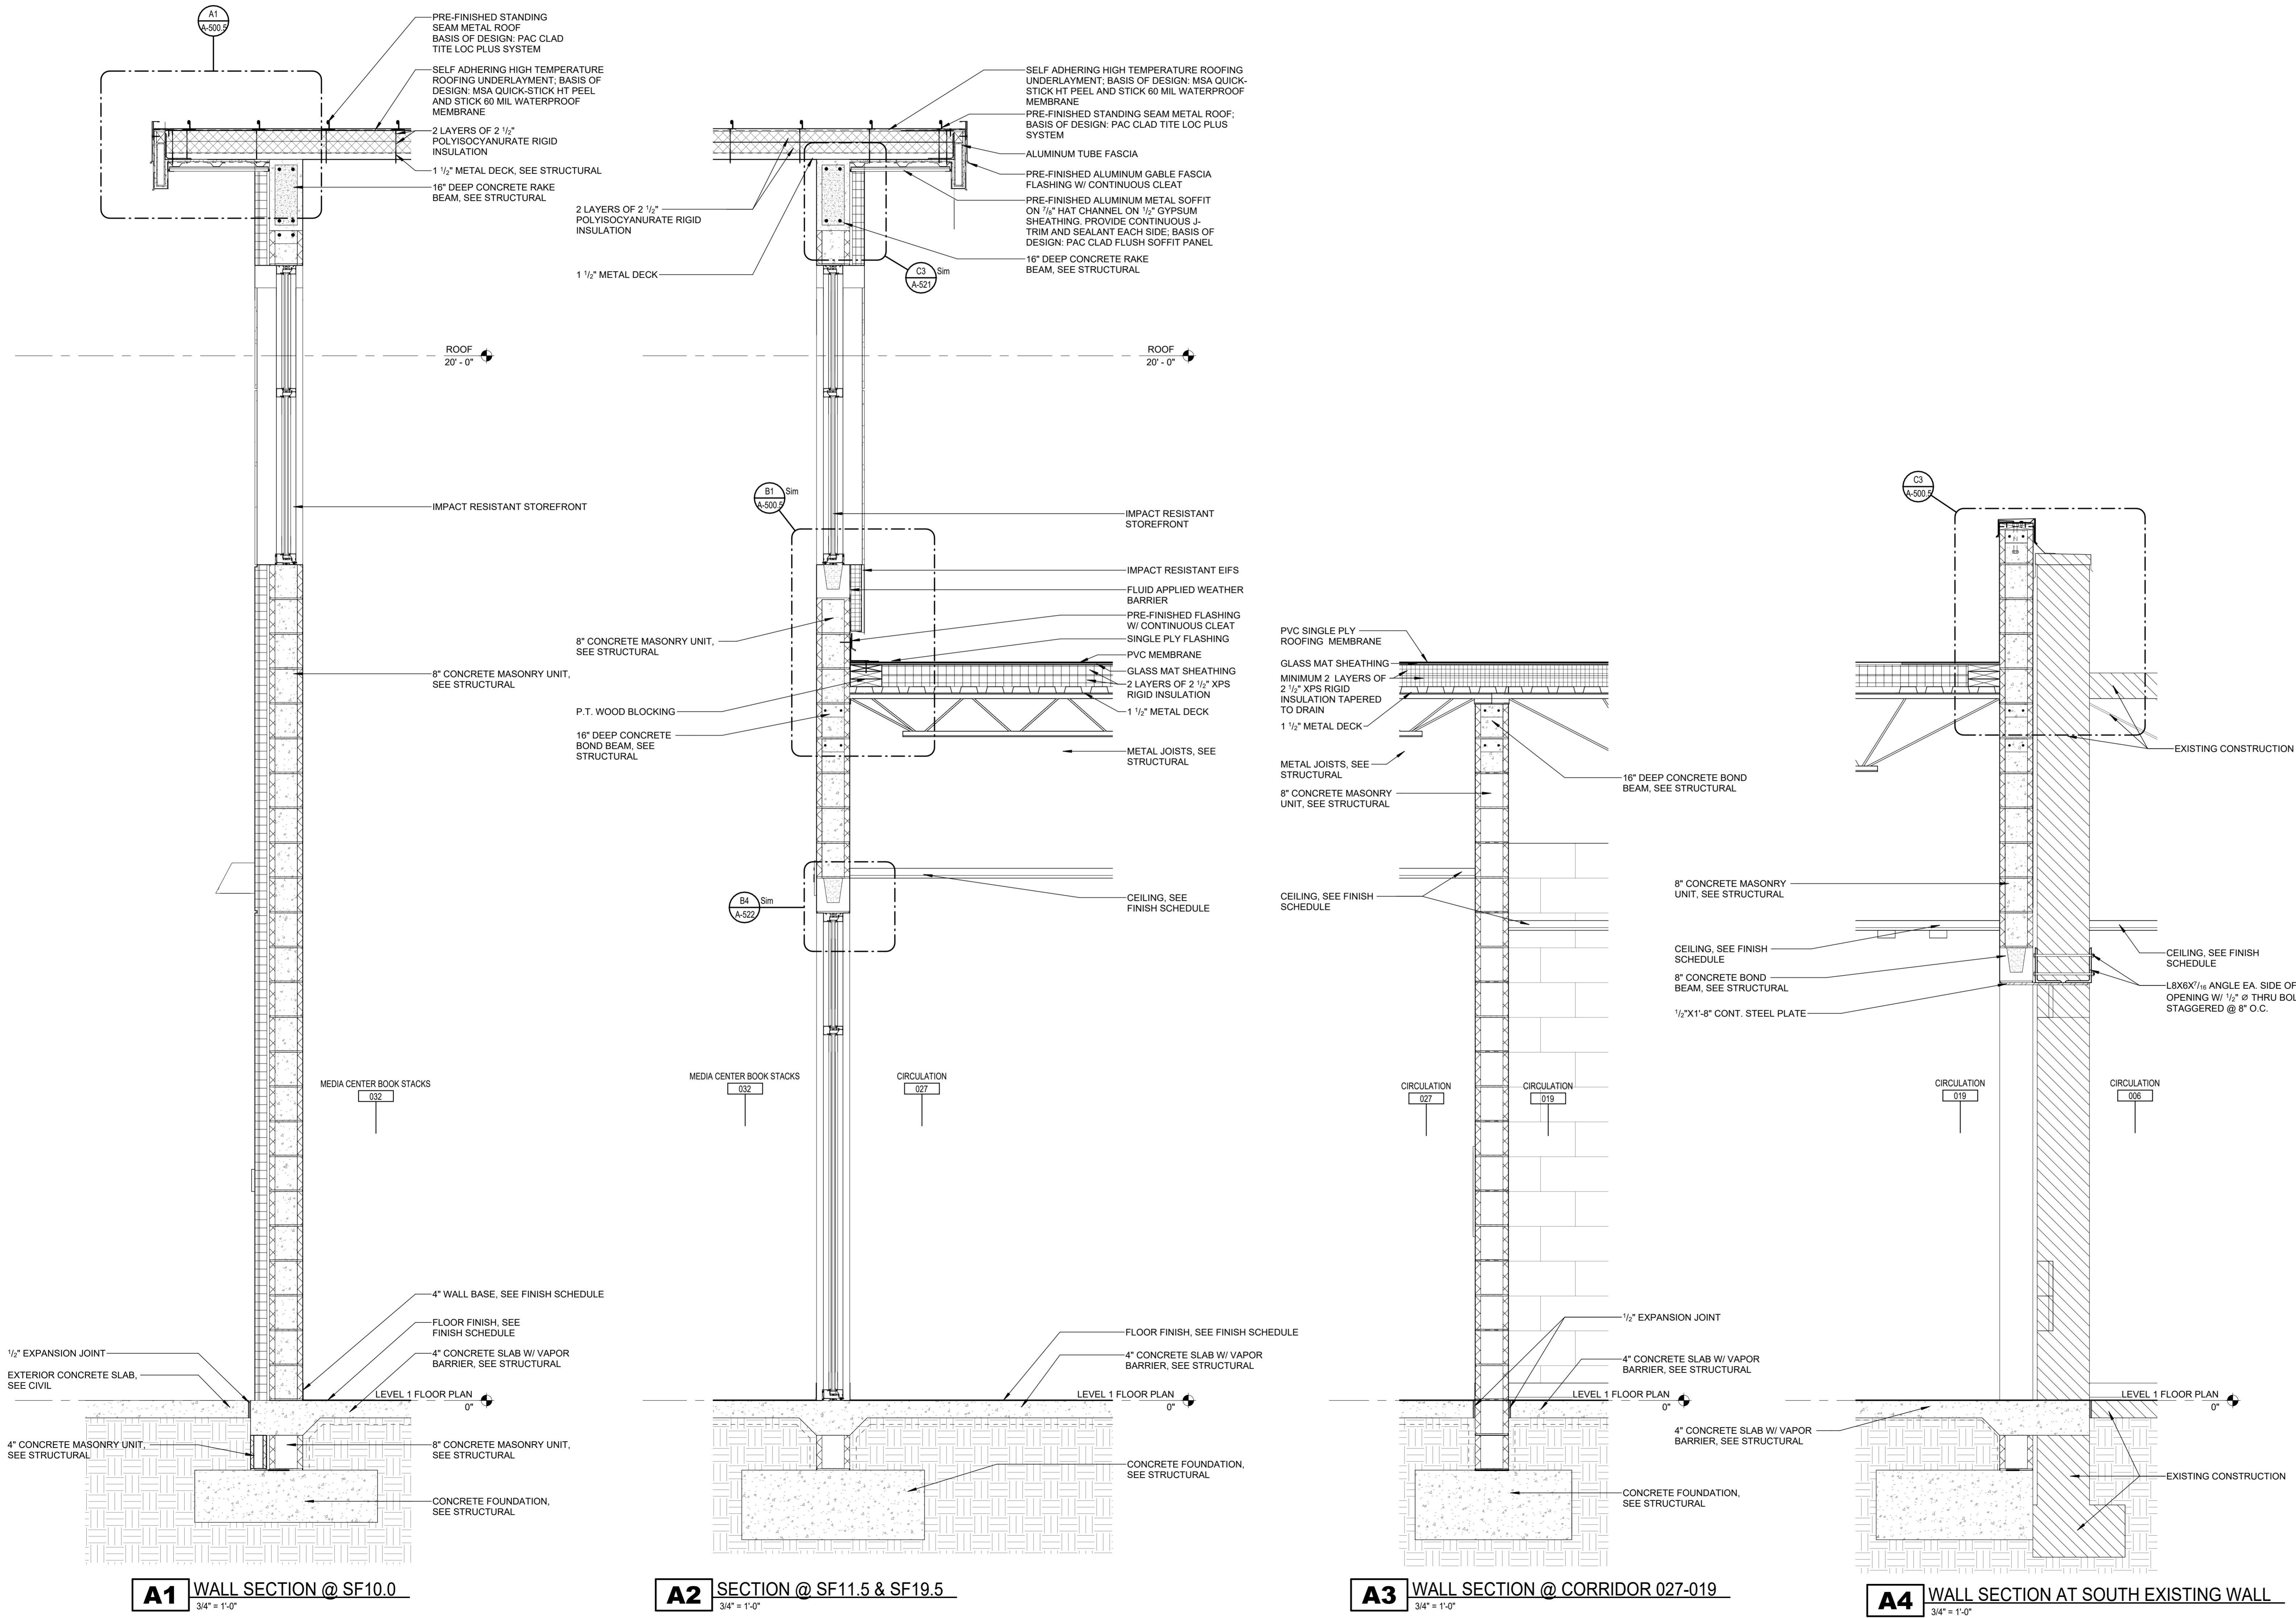 A1
A-500.5
PRE-FINISHED STANDING
SEAM METAL ROOF
BASIS OF DESIGN: PAC CLAD
TITE LOC PLUS SYSTEM
SELF ADHERING HIGH TEMPERATURE
ROOFING UNDERLAYMENT; BASIS OF
DESIGN: MSA QUICK-STICK HT PEEL
AND STICK 60 MIL WATERPROOF
MEMBRANE
2 LAYERS OF 2 1/2"
POLYISOCYANURATE RIGID
INSULATION
1 1/2" METAL DECK, SEE STRUCTURAL
16" DEEP CONCRETE RAKE
BEAM, SEE STRUCTURAL
ROOF
20' - 0"
IMPACT RESISTANT STOREFRONT
8" CONCRETE MASONRY UNIT,
SEE STRUCTURAL
MEDIA CENTER BOOK STACKS
032
4" WALL BASE, SEE FINISH SCHEDULE
FLOOR FINISH, SEE
FINISH SCHEDULE
4" CONCRETE SLAB W/ VAPOR
BARRIER, SEE STRUCTURAL
1/2" EXPANSION JOINT
EXTERIOR CONCRETE SLAB,
SEE CIVIL
LEVEL 1 FLOOR PLAN
0"
4" CONCRETE MASONRY UNIT,
SEE STRUCTURAL
8" CONCRETE MASONRY UNIT,
SEE STRUCTURAL
CONCRETE FOUNDATION,
SEE STRUCTURAL
A1 WALL SECTION @ SF10.0
3/4" = 1'-0"
SELF ADHERING HIGH TEMPERATURE ROOFING
UNDERLAYMENT; BASIS OF DESIGN: MSA QUICK-
STICK HT PEEL AND STICK 60 MIL WATERPROOF
MEMBRANE
PRE-FINISHED STANDING SEAM METAL ROOF;
BASIS OF DESIGN: PAC CLAD TITE LOC PLUS
SYSTEM
ALUMINUM TUBE FASCIA
PRE-FINISHED ALUMINUM GABLE FASCIA
FLASHING W/ CONTINUOUS CLEAT
PRE-FINISHED ALUMINUM METAL SOFFIT
ON 7/8" HAT CHANNEL ON 1/2" GYPSUM
SHEATHING. PROVIDE CONTINUOUS J-
TRIM AND SEALANT EACH SIDE; BASIS OF
DESIGN: PAC CLAD FLUSH SOFFIT PANEL
16" DEEP CONCRETE RAKE
BEAM, SEE STRUCTURAL
2 LAYERS OF 2 1/2"
POLYISOCYANURATE RIGID
INSULATION
1 1/2" METAL DECK
C3 Sim
A-521
ROOF
20' - 0"
B1 Sim
A-500.5
IMPACT RESISTANT
STOREFRONT
IMPACT RESISTANT EIFS
FLUID APPLIED WEATHER
BARRIER
PRE-FINISHED FLASHING
W/ CONTINUOUS CLEAT
SINGLE PLY FLASHING
PVC MEMBRANE
GLASS MAT SHEATHING
2 LAYERS OF 2 1/2" XPS
RIGID INSULATION
1 1/2" METAL DECK
METAL JOISTS, SEE
STRUCTURAL
8" CONCRETE MASONRY UNIT,
SEE STRUCTURAL
P.T. WOOD BLOCKING
16" DEEP CONCRETE
BOND BEAM, SEE
STRUCTURAL
B4 Sim
A-522
CEILING, SEE
FINISH SCHEDULE
MEDIA CENTER BOOK STACKS
032
CIRCULATION
027
FLOOR FINISH, SEE FINISH SCHEDULE
4" CONCRETE SLAB W/ VAPOR
BARRIER, SEE STRUCTURAL
LEVEL 1 FLOOR PLAN
0"
CONCRETE FOUNDATION,
SEE STRUCTURAL
A2 SECTION @ SF11.5 & SF19.5
3/4" = 1'-0"
PVC SINGLE PLY
ROOFING MEMBRANE
GLASS MAT SHEATHING
MINIMUM 2 LAYERS OF
2 1/2" XPS RIGID
INSULATION TAPERED
TO DRAIN
1 1/2" METAL DECK
METAL JOISTS, SEE
STRUCTURAL
8" CONCRETE MASONRY
UNIT, SEE STRUCTURAL
16" DEEP CONCRETE BOND
BEAM, SEE STRUCTURAL
CEILING, SEE FINISH
SCHEDULE
CIRCULATION
027
CIRCULATION
019
1/2" EXPANSION JOINT
4" CONCRETE SLAB W/ VAPOR
BARRIER, SEE STRUCTURAL
LEVEL 1 FLOOR PLAN
0"
CONCRETE FOUNDATION,
SEE STRUCTURAL
A3 WALL SECTION @ CORRIDOR 027-019
3/4" = 1'-0"
C3
A-500.5
EXISTING CONSTRUCTION
8" CONCRETE MASONRY
UNIT, SEE STRUCTURAL
CEILING, SEE FINISH
SCHEDULE
8" CONCRETE BOND
BEAM, SEE STRUCTURAL
1/2"X1'-8" CONT. STEEL PLATE
CEILING, SEE FINISH
SCHEDULE
L8X6X7/16 ANGLE EA. SIDE OF
OPENING W/ 1/2" Ø THRU BOL
STAGGERED @ 8" O.C.
CIRCULATION
019
CIRCULATION
006
LEVEL 1 FLOOR PLAN
0"
4" CONCRETE SLAB W/ VAPOR
BARRIER, SEE STRUCTURAL
EXISTING CONSTRUCTION
A4 WALL SECTION AT SOUTH EXISTING WALL
3/4" = 1'-0"